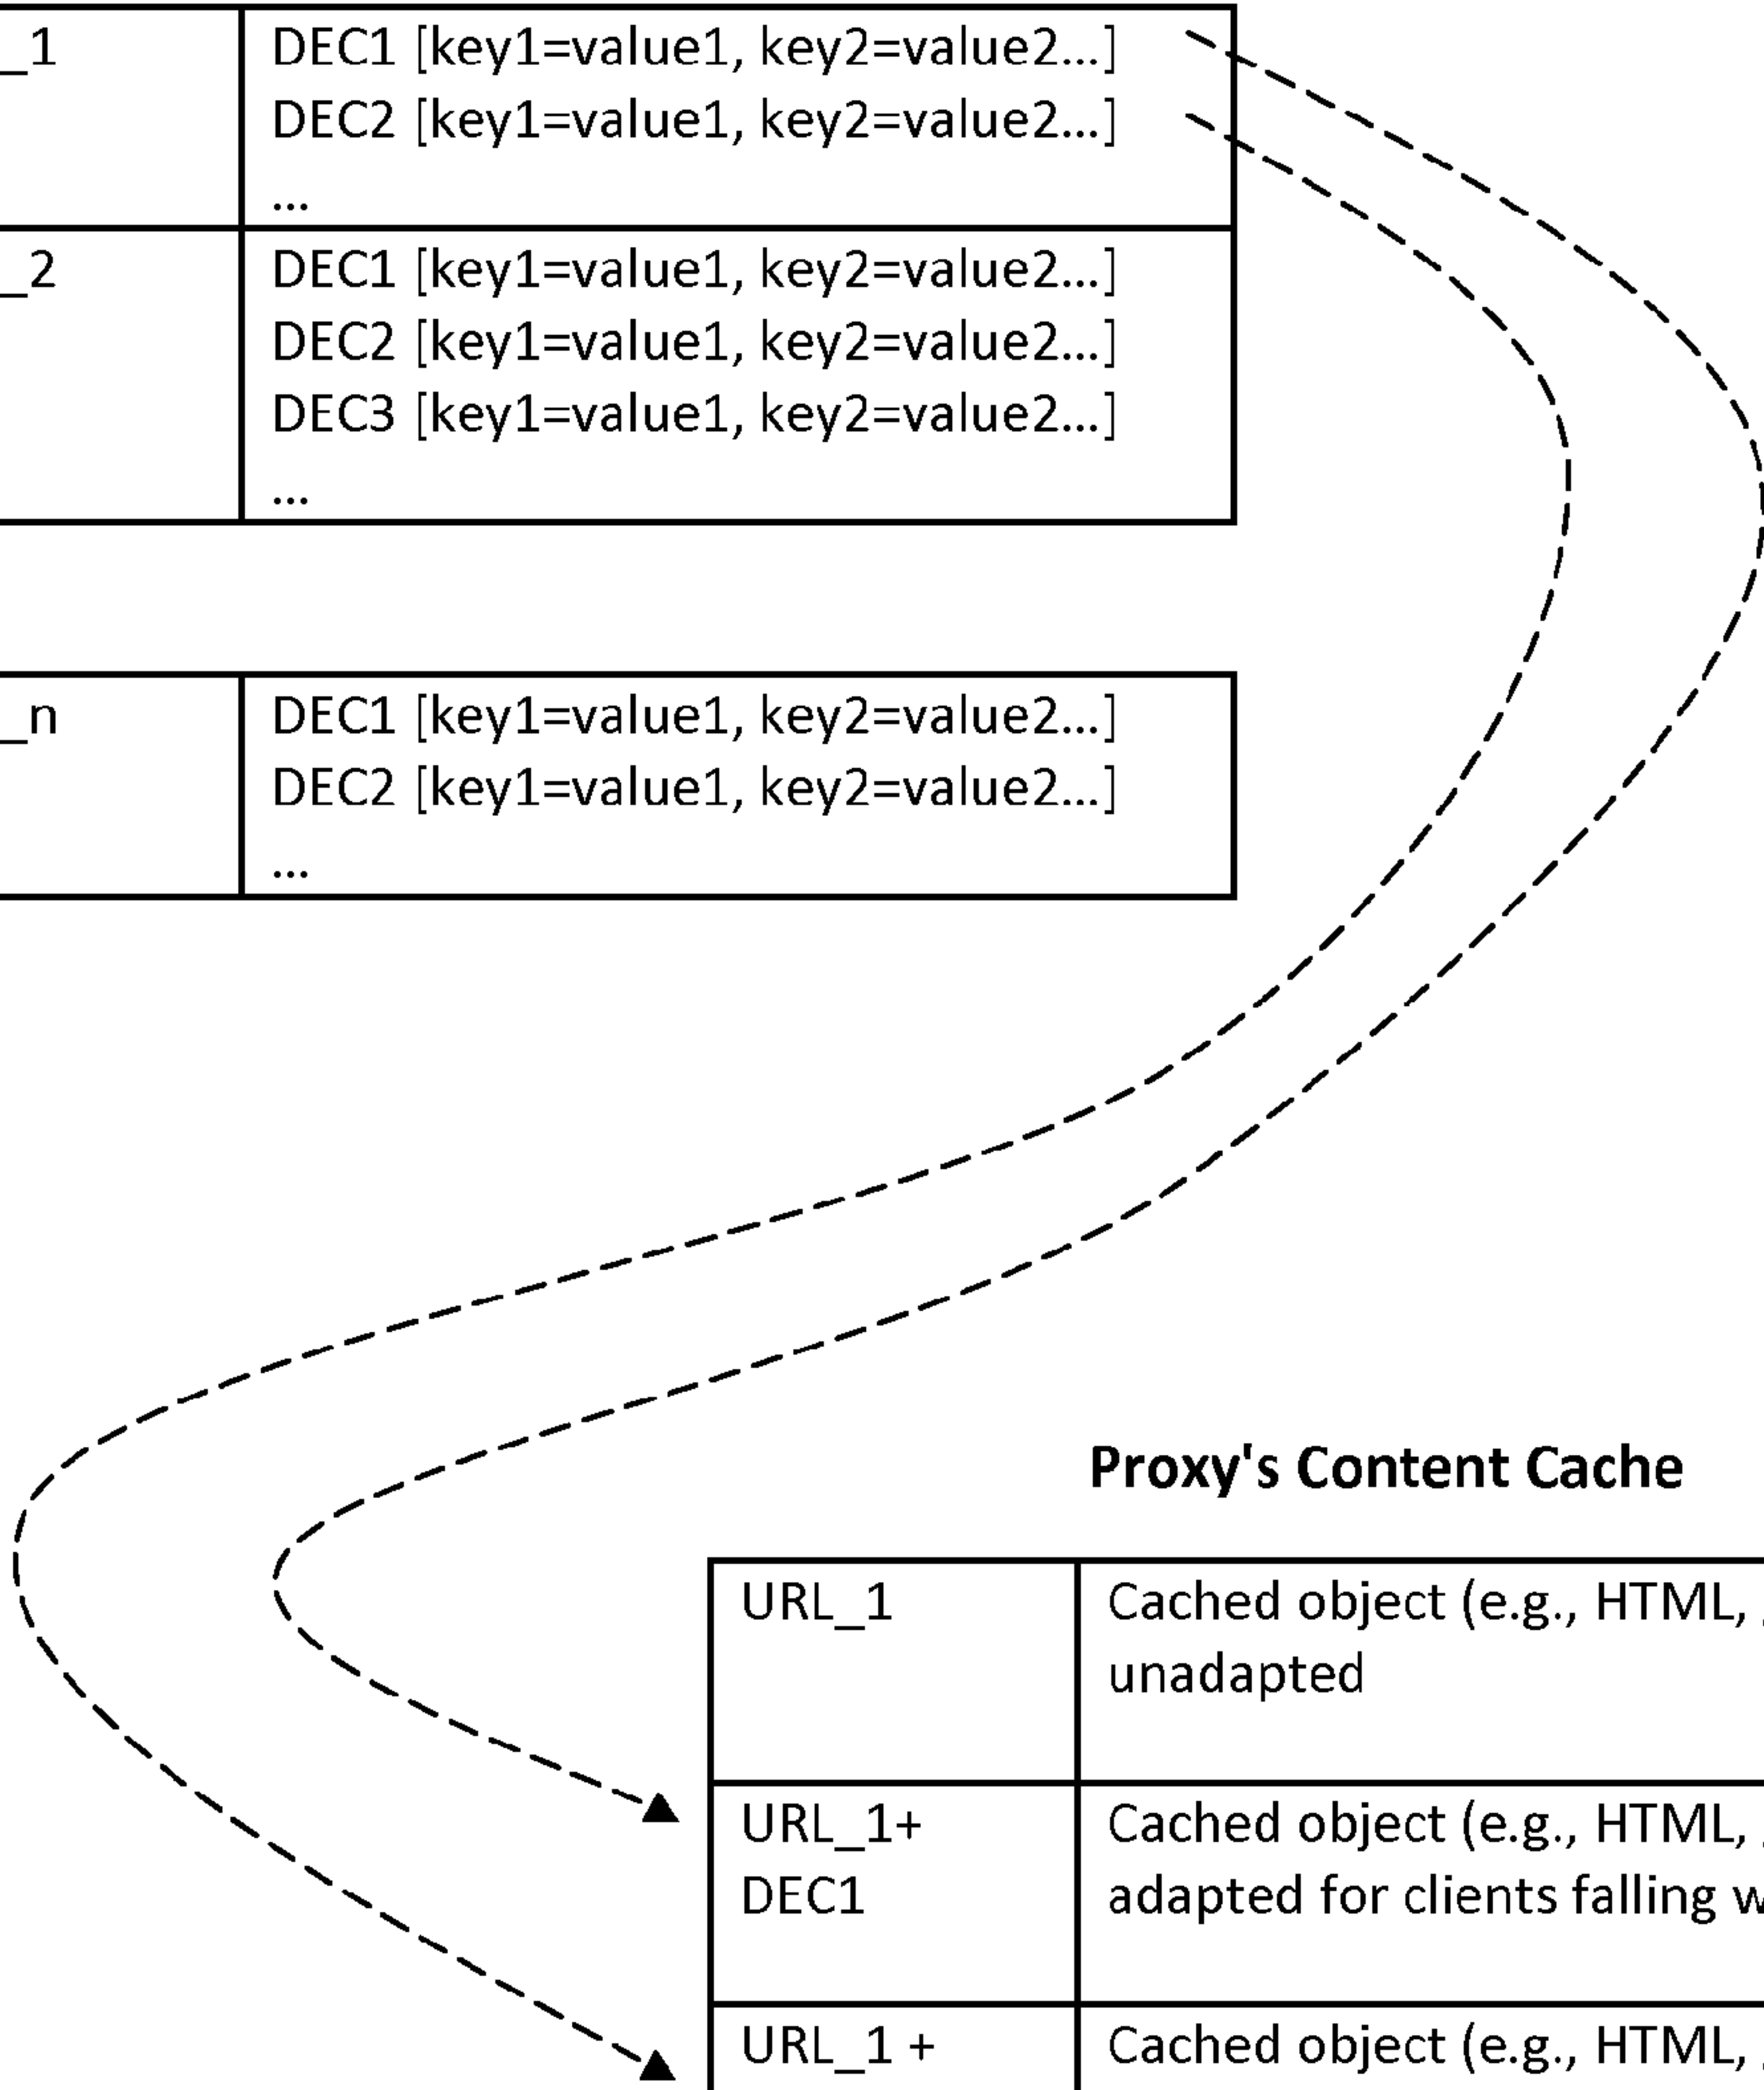 _1
DEC1 [key1=value1, key2=value2...]
DEC2 [key1=value1, key2=value2...]
...
_2
DEC1 [key1=value1, key2=value2...]
DEC2 [key1=value1, key2=value2...]
DEC3 [key1=value1, key2=value2...]
...
_n
DEC1 [key1=value1, key2=value2...]
DEC2 [key1=value1, key2=value2...]
...
Proxy's Content Cache
URL_1
Cached object (e.g., HTML,
unadapted
URL_1+
DEC1
Cached object (e.g., HTML,
adapted for clients falling
URL_1 +
Cached object (e.g., HTML,